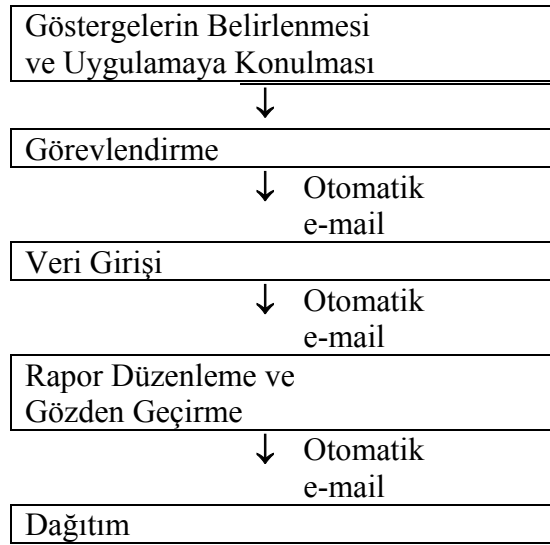 Göstergelerin Belirlenmesi
ve Uygulamaya Konulması
↓
Görevlendirme
↓ Otomatik
e-mail
Veri Girişi
↓ Otomatik
e-mail
Rapor Düzenleme ve
Gözden Geçirme
↓ Otomatik
e-mail
Dağıtım